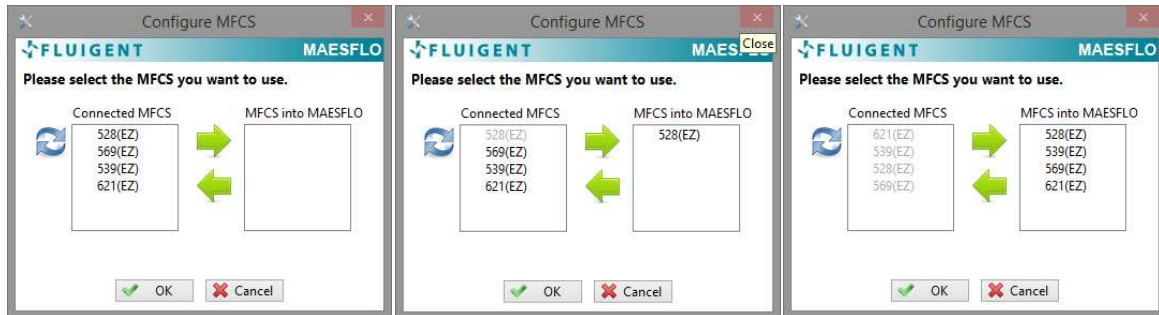 Configure MFCS
FLUIGENT MAESFLO
Please select the MFCS you want to use.
Connected MFCS MFCS into MAESFLO
528(EZ)
569(EZ)
539(EZ)
621(EZ)
OK Cancel
Configure MFCS
Close
FLUIGENT
Please select the MFCS you want to use.
Connected MFCS MFCS into MAESFLO
528(EZ) 528(EZ)
569(EZ)
539(EZ)
621(EZ)
OK Cancel
Configure MFCS
FLUIGENT MAESFLO
Please select the MFCS you want to use.
Connected MFCS MFCS into MAESFLO
621(EZ) 528(EZ)
539(EZ) 539(EZ)
528(EZ) 569(EZ)
569(EZ) 621(EZ)
OK Cancel